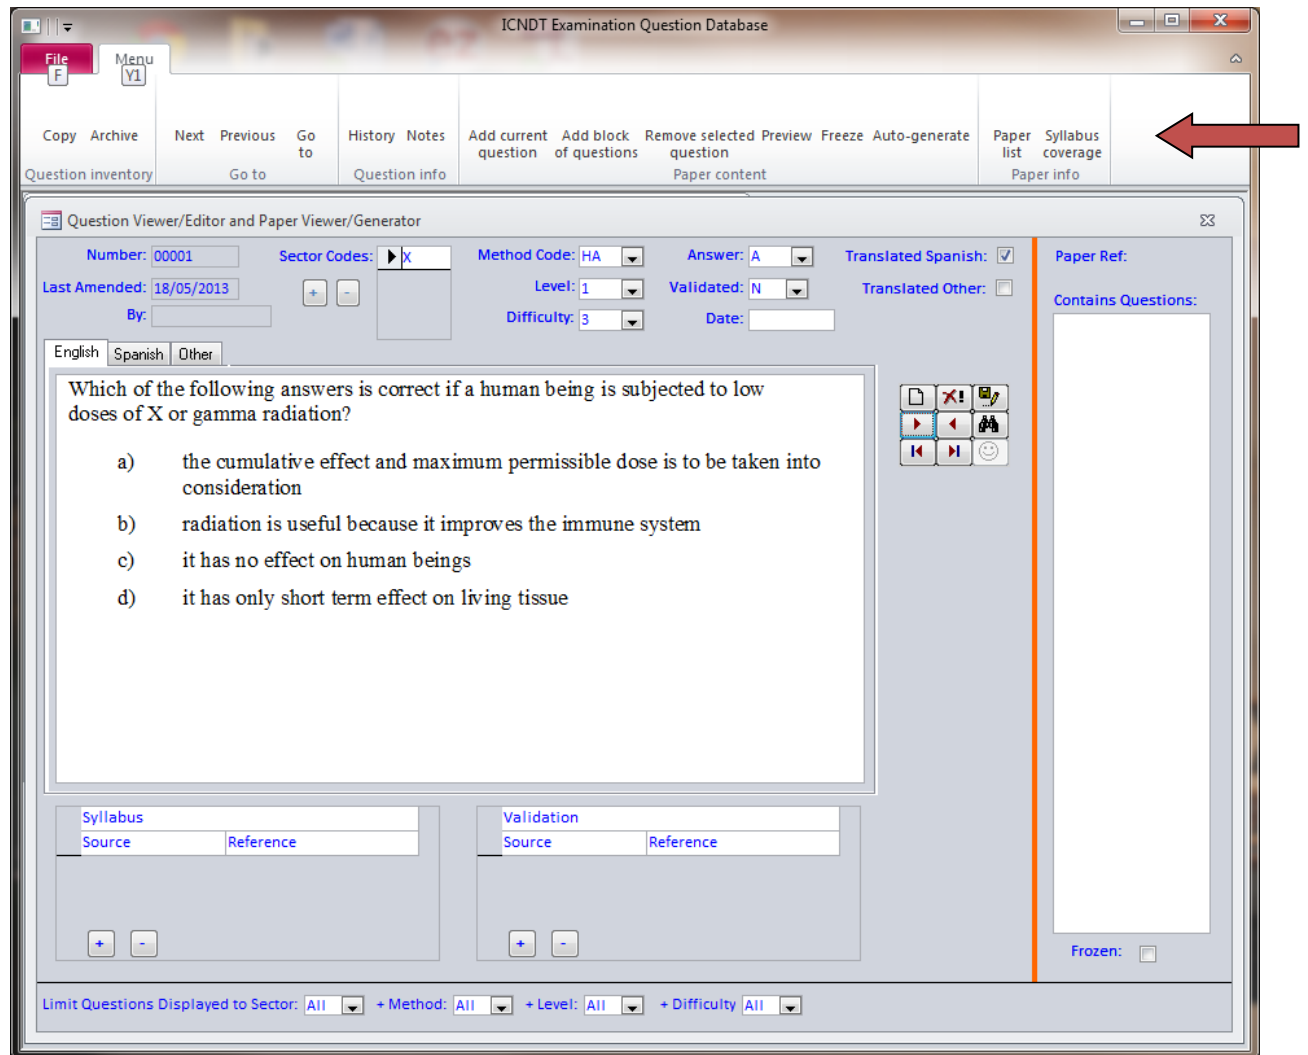 ICNDT Examination Question Database
File Menu
F Y1
Copy Archive Next Previous Go to History Notes Add current question Add block of questions Remove selected question Preview Freeze Auto-generate Paper list Syllabus coverage
Question inventory Go to Question info Paper content Paper info
Question Viewer/Editor and Paper Viewer/Generator
Number: 00001 Sector Codes: X Method Code: HA Answer: A Translated Spanish: Paper Ref:
Last Amended: 18/05/2013 + - Level: 1 Validated: N Translated Other: Contains Questions:
By: Difficulty: 3 Date:
English Spanish Other
Which of the following answers is correct if a human being is subjected to low
doses of X or gamma radiation?
a) the cumulative effect and maximum permissible dose is to be taken into
consideration
b) radiation is useful because it improves the immune system
c) it has no effect on human beings
d) it has only short term effect on living tissue
Syllabus Validation
Source Reference Source Reference
+ - + -
Frozen:
Limit Questions Displayed to Sector: All + Method: All + Level: All + Difficulty All